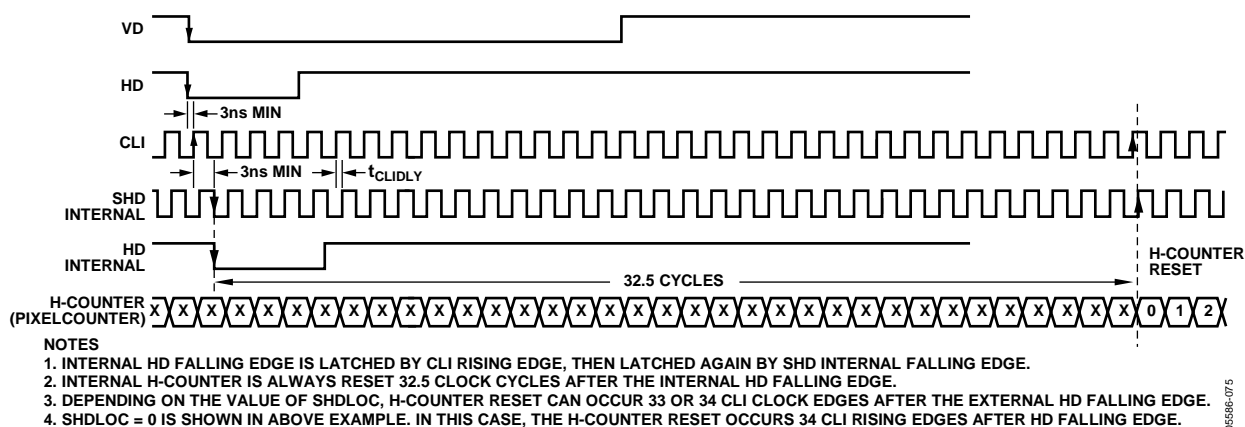 VD
HD
3ns MIN
CLI
3ns MIN
tCLIDLY
SHD
INTERNAL
HD
INTERNAL
H-COUNTER
RESET
32.5 CYCLES
H-COUNTER
(PIXELCOUNTER)
X X X X X X X X X X X X X X X X X X X X X X X X X X X X X X X X X X X 0 1 2
NOTES
1. INTERNAL HD FALLING EDGE IS LATCHED BY CLI RISING EDGE, THEN LATCHED AGAIN BY SHD INTERNAL FALLING EDGE.
2. INTERNAL H-COUNTER IS ALWAYS RESET 32.5 CLOCK CYCLES AFTER THE INTERNAL HD FALLING EDGE.
3. DEPENDING ON THE VALUE OF SHDLOC, H-COUNTER RESET CAN OCCUR 33 OR 34 CLI CLOCK EDGES AFTER THE EXTERNAL HD FALLING EDGE.
4. SHDLOC = 0 IS SHOWN IN ABOVE EXAMPLE. IN THIS CASE, THE H-COUNTER RESET OCCURS 34 CLI RISING EDGES AFTER HD FALLING EDGE.
05586-075